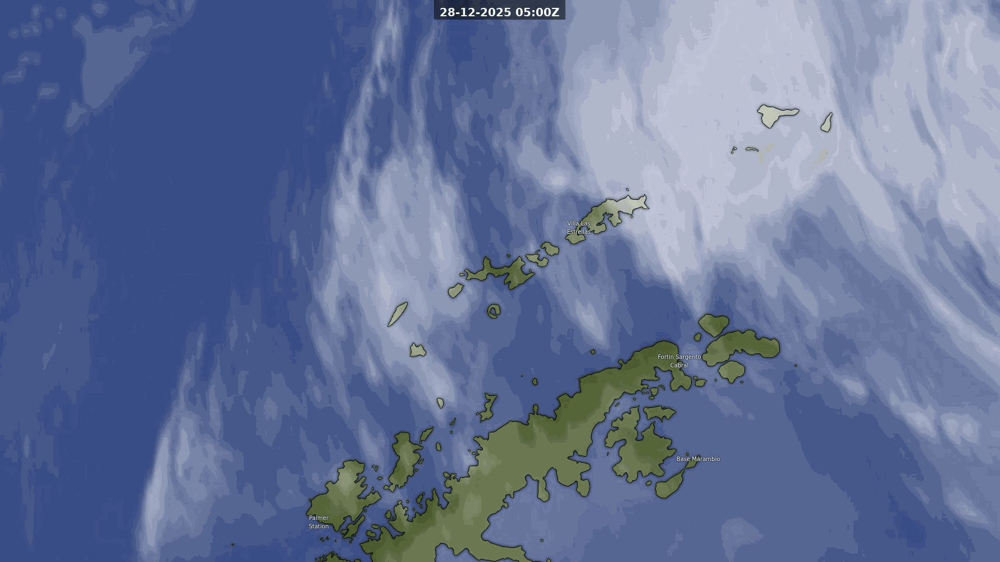 28-12-2025 05:00Z
Villa Las
Estrellas
Fortin Sargento
Cabral
Base Marambio
Palmer
Station